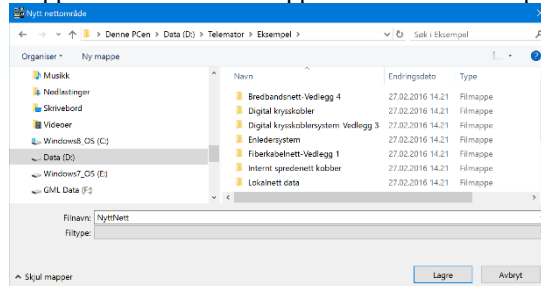 Nytt nettområde
Denne PCen > Data (D:) > Telemator > Eksempel >
Søk i Eksempel
Organiser
Ny mappe
Musikk
Nedlastinger
Skrivebord
Videoer
Windows8_OS (C:)
Data (D:)
Windows7_OS (E:)
GML Data (F:)
Navn Endringsdato Type
Bredbandsnett-Vedlegg 4 27.02.2016 14.21 Filmappe
Digital krysskobler 27.02.2016 14.21 Filmappe
Digital krysskoblersystem Vedlegg 3 27.02.2016 14.21 Filmappe
Enledersystem 27.02.2016 14.21 Filmappe
Fiberkabelnett-Vedlegg 1 27.02.2016 14.21 Filmappe
Internt spredenett kobber 27.02.2016 14.21 Filmappe
Lokalnett data 27.02.2016 14.21 Filmappe
Filnavn: NyttNett
Filtype:
Skjul mapper
Lagre
Avbryt